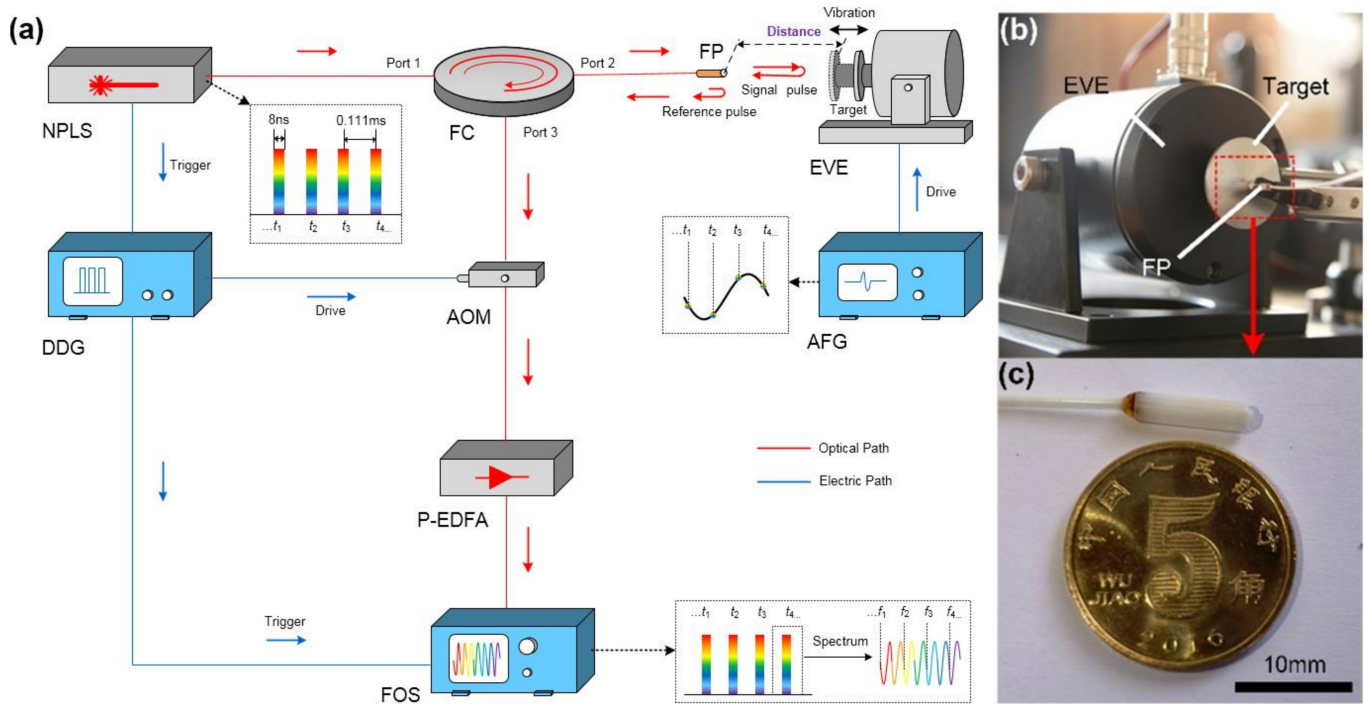 (a)
NPLS
Port 1
FC
Port 2
Port 3
FP
Distance
Vibration
Signal pulse
Reference pulse
Target
EVE
8ns
0.111ms
...t1 t2 t3 t4...
Trigger
DDG
Drive
AOM
Drive
...t1 t2 t3 t4...
AFG
P-EDFA
Optical Path
Electric Path
Trigger
FOS
...t1 t2 t3 t4...
Spectrum
...f1 f2 f3 f4...
(b)
EVE
Target
FP
(c)
中国人民银行
5
角
WU
JIAO
2016
10mm